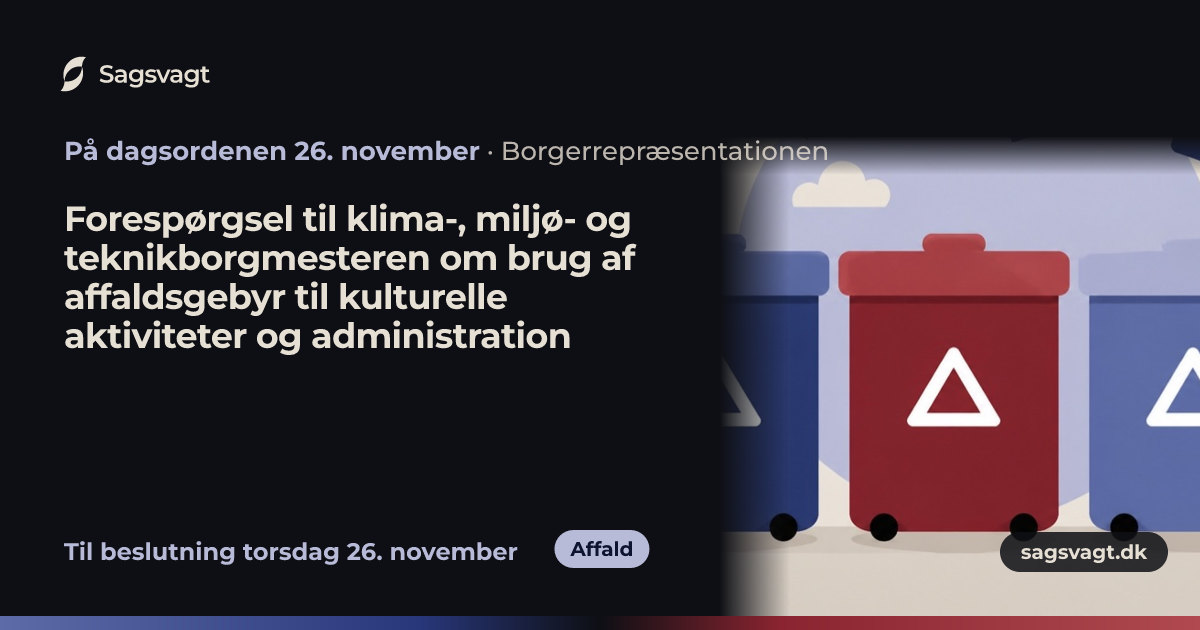 Sagsvagt
På dagsordenen 26. november · Borgerrepræsentationen
Forespørgsel til klima-, miljø- og
teknikborgmesteren om brug af
affaldsgebyr til kulturelle
aktiviteter og administration
Til beslutning torsdag 26. november
Affald
sagsvagt.dk